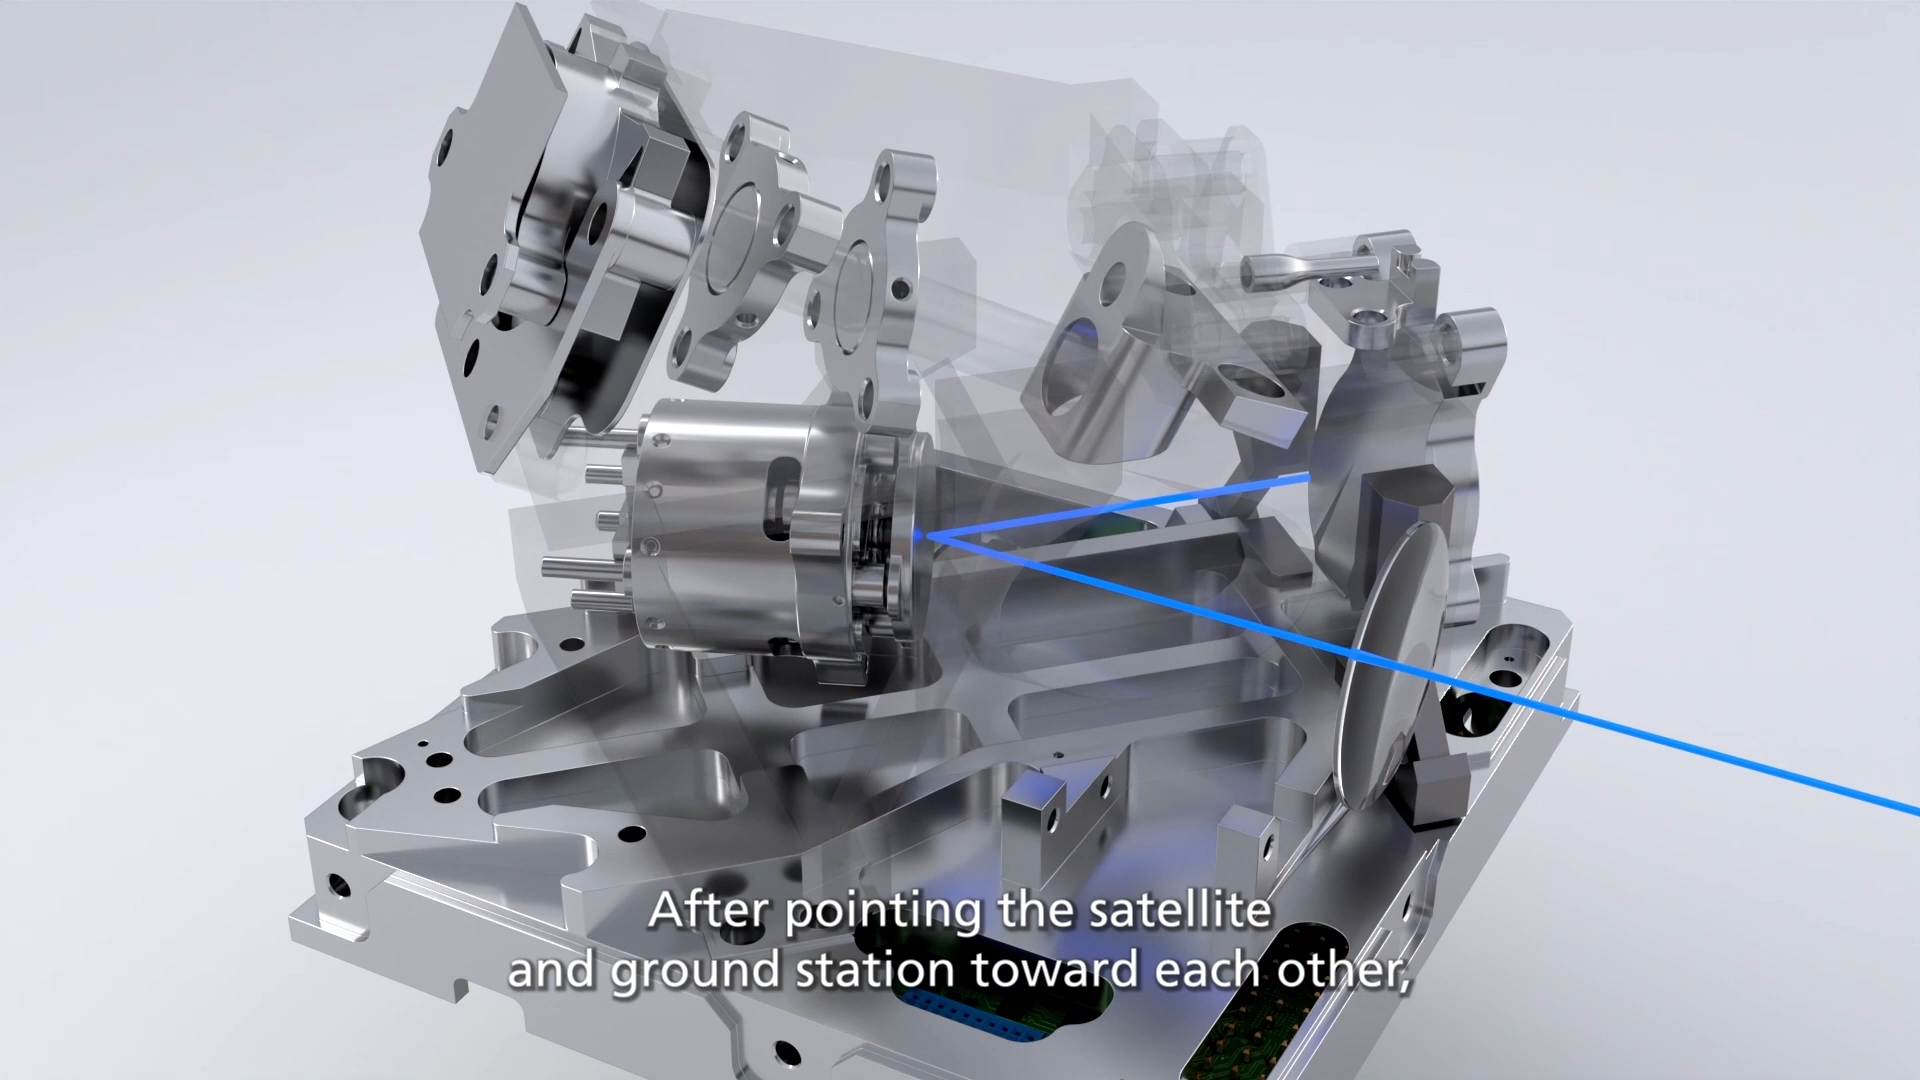 After pointing the satellite
and ground station toward each other,